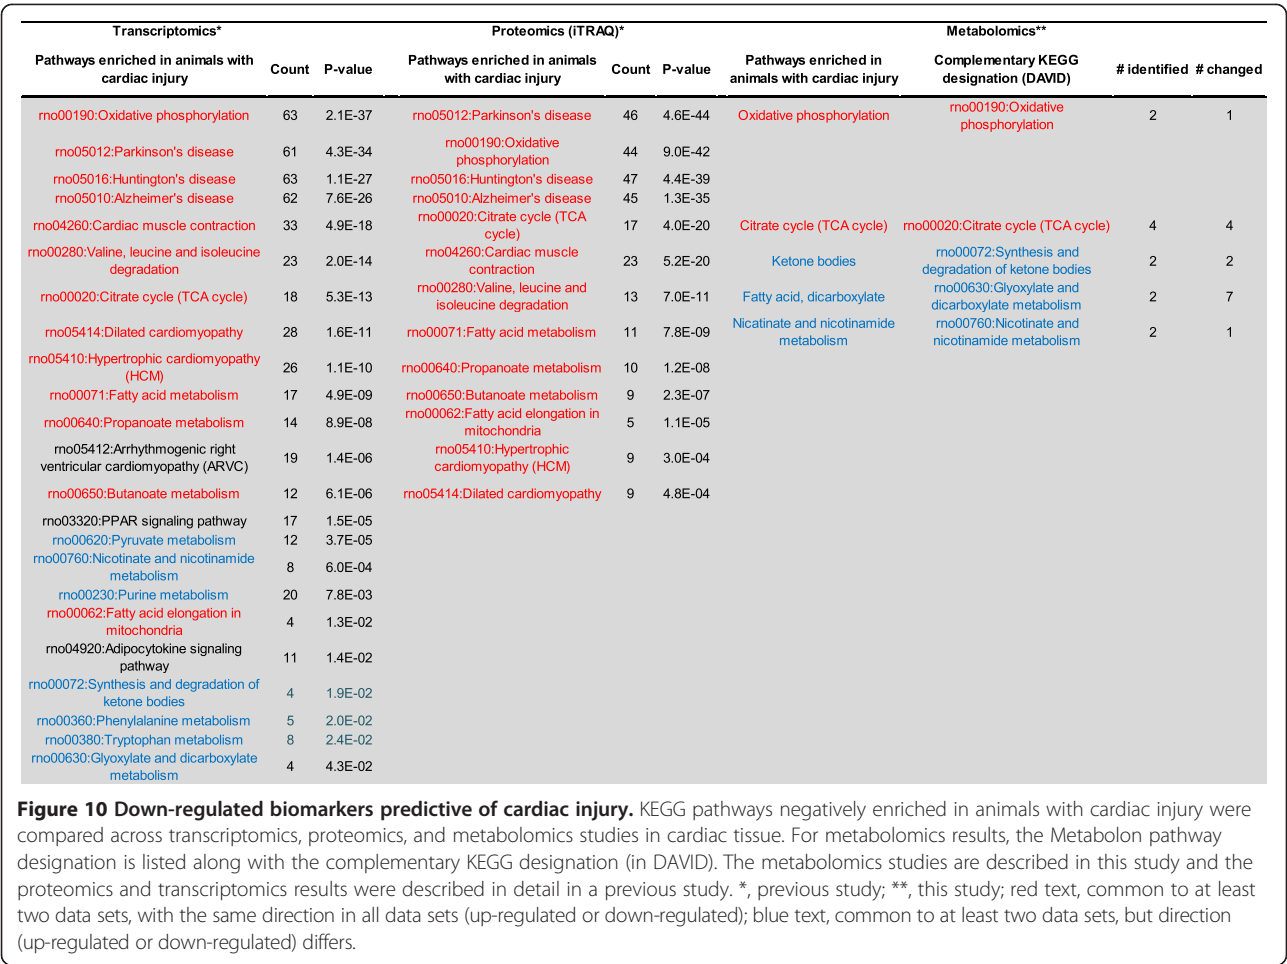 Transcriptomics* Proteomics (iTRAQ)* Metabolomics**
Pathways enriched in animals with cardiac injury Count P-value Pathways enriched in animals with cardiac injury Count P-value Pathways enriched in animals with cardiac injury Complementary KEGG designation (DAVID) # identified # changed
rno00190:Oxidative phosphorylation 63 2.1E-37 rno05012:Parkinson's disease 46 4.6E-44 Oxidative phosphorylation rno00190:Oxidative phosphorylation 2 1
rno05012:Parkinson's disease 61 4.3E-34 rno00190:Oxidative phosphorylation 44 9.0E-42
rno05016:Huntington's disease 63 1.1E-27 rno05016:Huntington's disease 47 4.4E-39
rno05010:Alzheimer's disease 62 7.6E-26 rno05010:Alzheimer's disease 45 1.3E-35
rno04260:Cardiac muscle contraction 33 4.9E-18 rno00020:Citrate cycle (TCA cycle) 17 4.0E-20 Citrate cycle (TCA cycle) rno00020:Citrate cycle (TCA cycle) 4 4
rno00280:Valine, leucine and isoleucine degradation 23 2.0E-14 rno04260:Cardiac muscle contraction 23 5.2E-20 Ketone bodies rno00072:Synthesis and degradation of ketone bodies 2 2
rno00020:Citrate cycle (TCA cycle) 18 5.3E-13 rno00280:Valine, leucine and isoleucine degradation 13 7.0E-11 Fatty acid, dicarboxylate rno00630:Glyoxylate and dicarboxylate metabolism 2 7
rno05414:Dilated cardiomyopathy 28 1.6E-11 rno00071:Fatty acid metabolism 11 7.8E-09 Nicatinate and nicotinamide metabolism rno00760:Nicotinate and nicotinamide metabolism 2 1
rno05410:Hypertrophic cardiomyopathy (HCM) 26 1.1E-10 rno00640:Propanoate metabolism 10 1.2E-08
rno00071:Fatty acid metabolism 17 4.9E-09 rno00650:Butanoate metabolism 9 2.3E-07
rno00640:Propanoate metabolism 14 8.9E-08 rno00062:Fatty acid elongation in mitochondria 5 1.1E-05
rno05412:Arrhythmogenic right ventricular cardiomyopathy (ARVC) 19 1.4E-06 rno05410:Hypertrophic cardiomyopathy (HCM) 9 3.0E-04
rno00650:Butanoate metabolism 12 6.1E-06 rno05414:Dilated cardiomyopathy 9 4.8E-04
rno03320:PPAR signaling pathway 17 1.5E-05
rno00620:Pyruvate metabolism 12 3.7E-05
rno00760:Nicotinate and nicotinamide metabolism 8 6.0E-04
rno00230:Purine metabolism 20 7.8E-03
rno00062:Fatty acid elongation in mitochondria 4 1.3E-02
rno04920:Adipocytokine signaling pathway 11 1.4E-02
rno00072:Synthesis and degradation of ketone bodies 4 1.9E-02
rno00360:Phenylalanine metabolism 5 2.0E-02
rno00380:Tryptophan metabolism 8 2.4E-02
rno00630:Glyoxylate and dicarboxylate metabolism 4 4.3E-02
Figure 10 Down-regulated biomarkers predictive of cardiac injury. KEGG pathways negatively enriched in animals with cardiac injury were
compared across transcriptomics, proteomics, and metabolomics studies in cardiac tissue. For metabolomics results, the Metabolon pathway
designation is listed along with the complementary KEGG designation (in DAVID). The metabolomics studies are described in this study and the
proteomics and transcriptomics results were described in detail in a previous study. *, previous study; **, this study; red text, common to at least
two data sets, with the same direction in all data sets (up-regulated or down-regulated); blue text, common to at least two data sets, but direction
(up-regulated or down-regulated) differs.